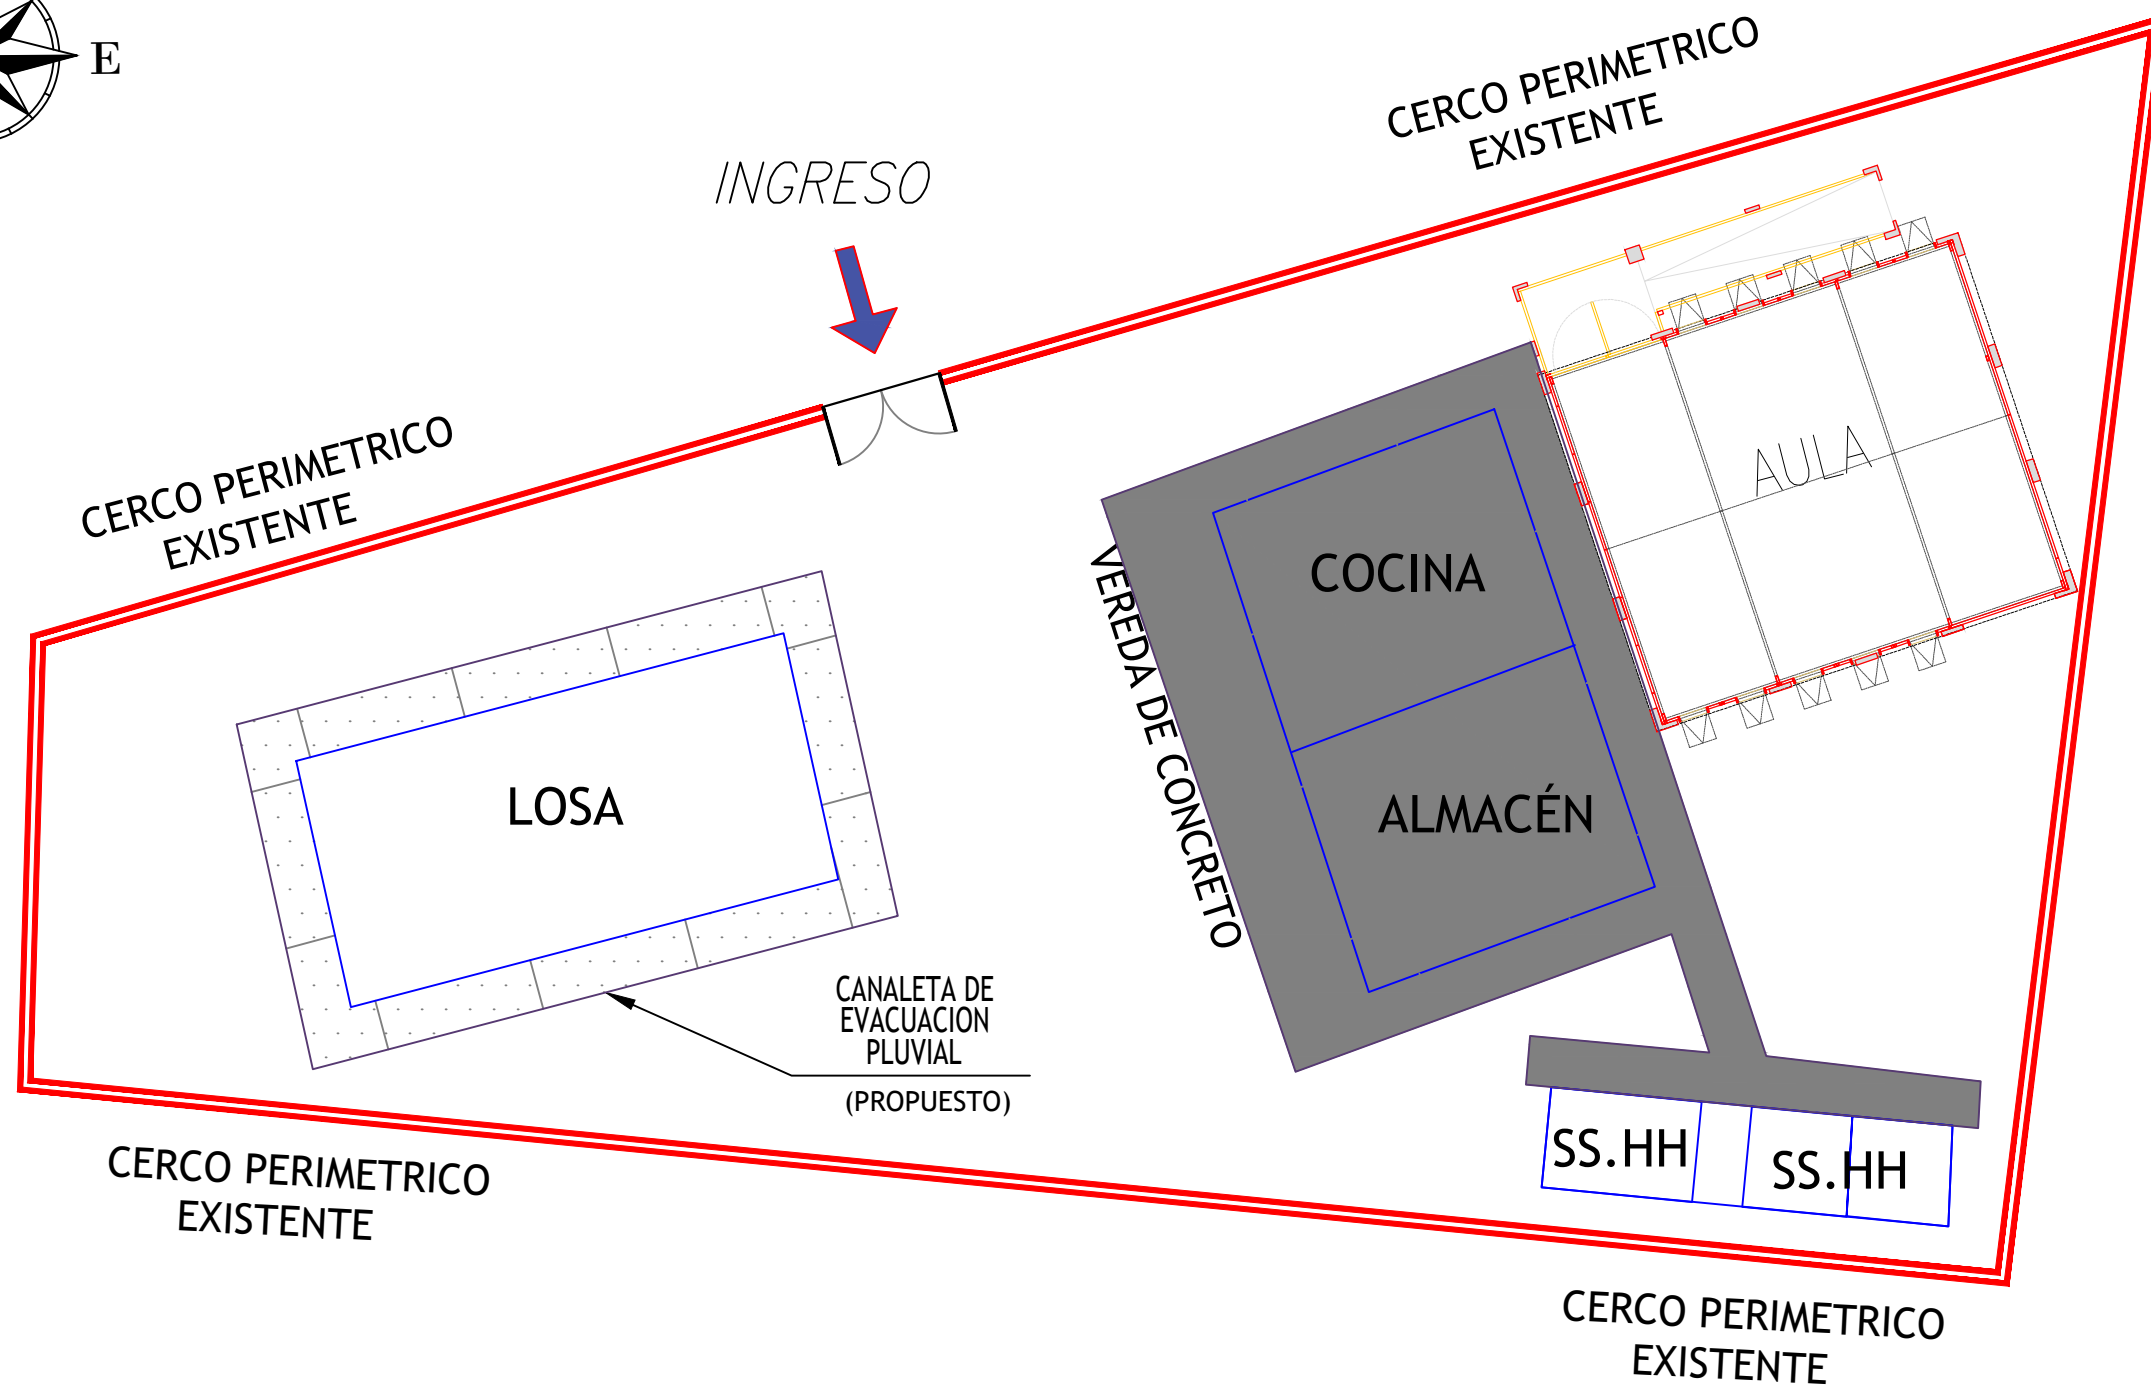 E
CERCO PERIMETRICO
EXISTENTE
INGRESO
CERCO PERIMETRICO
EXISTENTE
AULA
COCINA
VEREDA DE CONCRETO
LOSA
ALMACÉN
CANALETA DE
EVACUACION
PLUVIAL
(PROPUESTO)
SS.HH
SS.HH
CERCO PERIMETRICO
EXISTENTE
CERCO PERIMETRICO
EXISTENTE